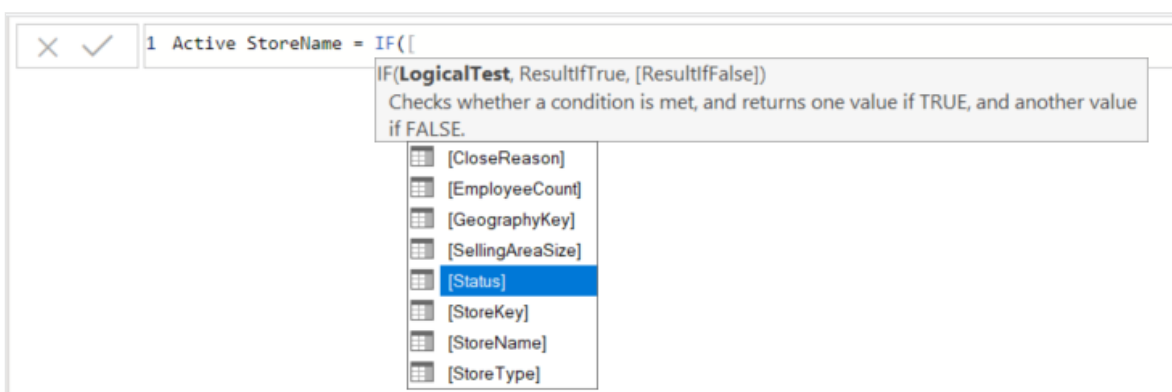 1 Active StoreName = IF([
IF(LogicalTest, ResultIfTrue, [ResultIfFalse])
Checks whether a condition is met, and returns one value if TRUE, and another value
if FALSE.
[CloseReason]
[EmployeeCount]
[GeographyKey]
[SellingAreaSize]
[Status]
[StoreKey]
[StoreName]
[StoreType]